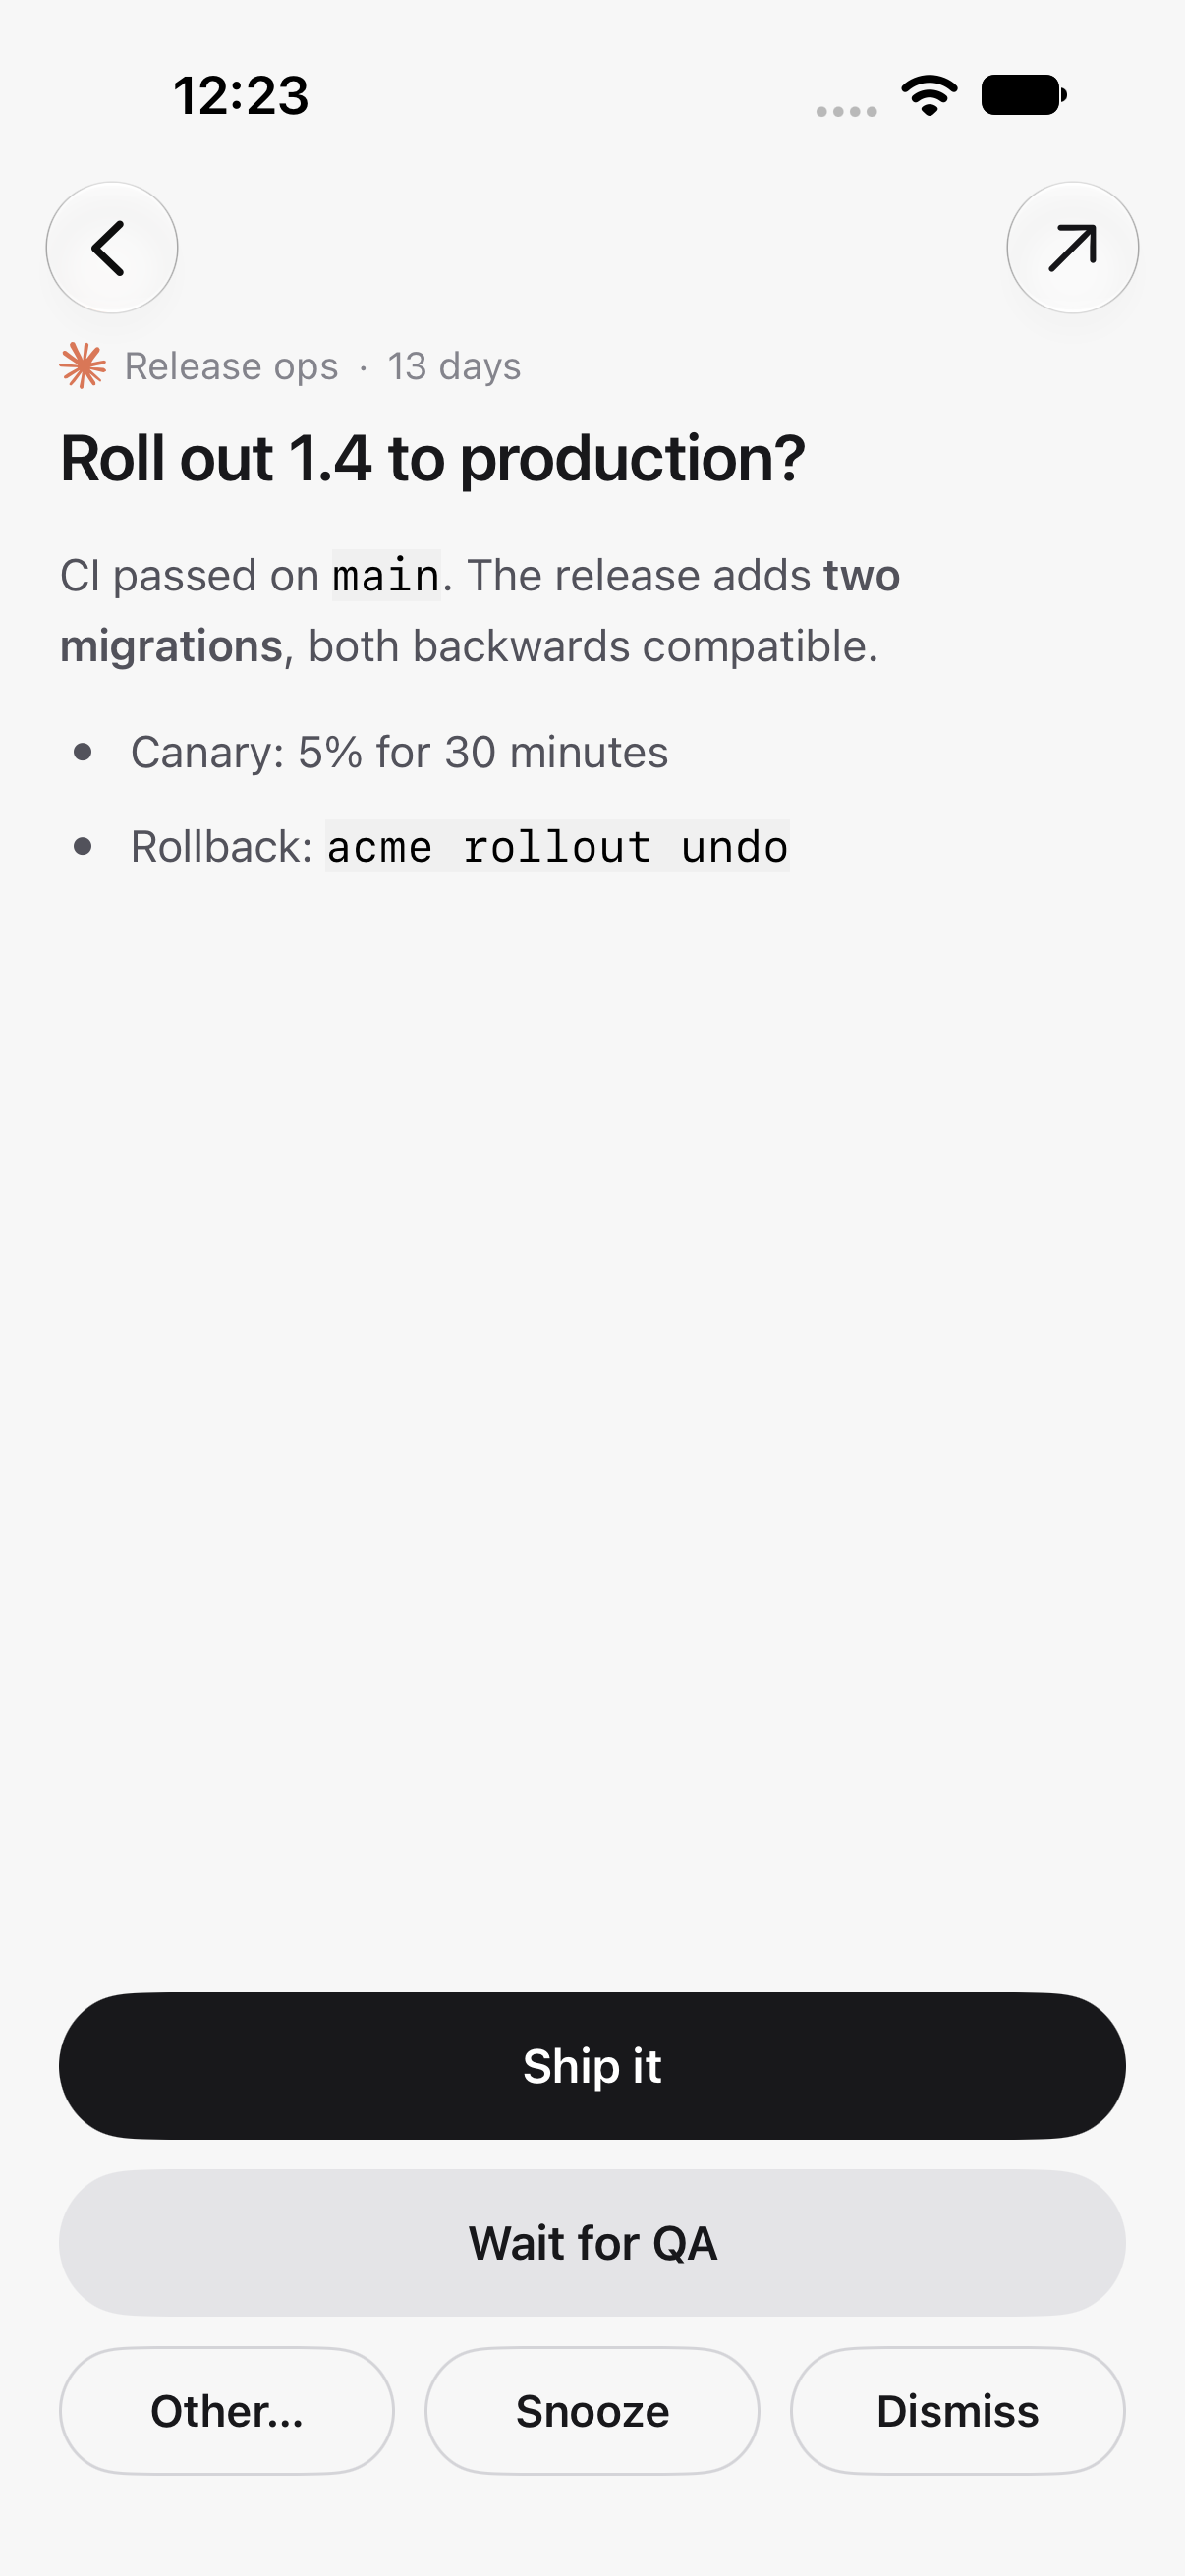 12:23
Release ops · 13 days
Roll out 1.4 to production?
CI passed on main. The release adds two
migrations, both backwards compatible.
• Canary: 5% for 30 minutes
• Rollback: acme rollout undo
Ship it
Wait for QA
Other...
Snooze
Dismiss